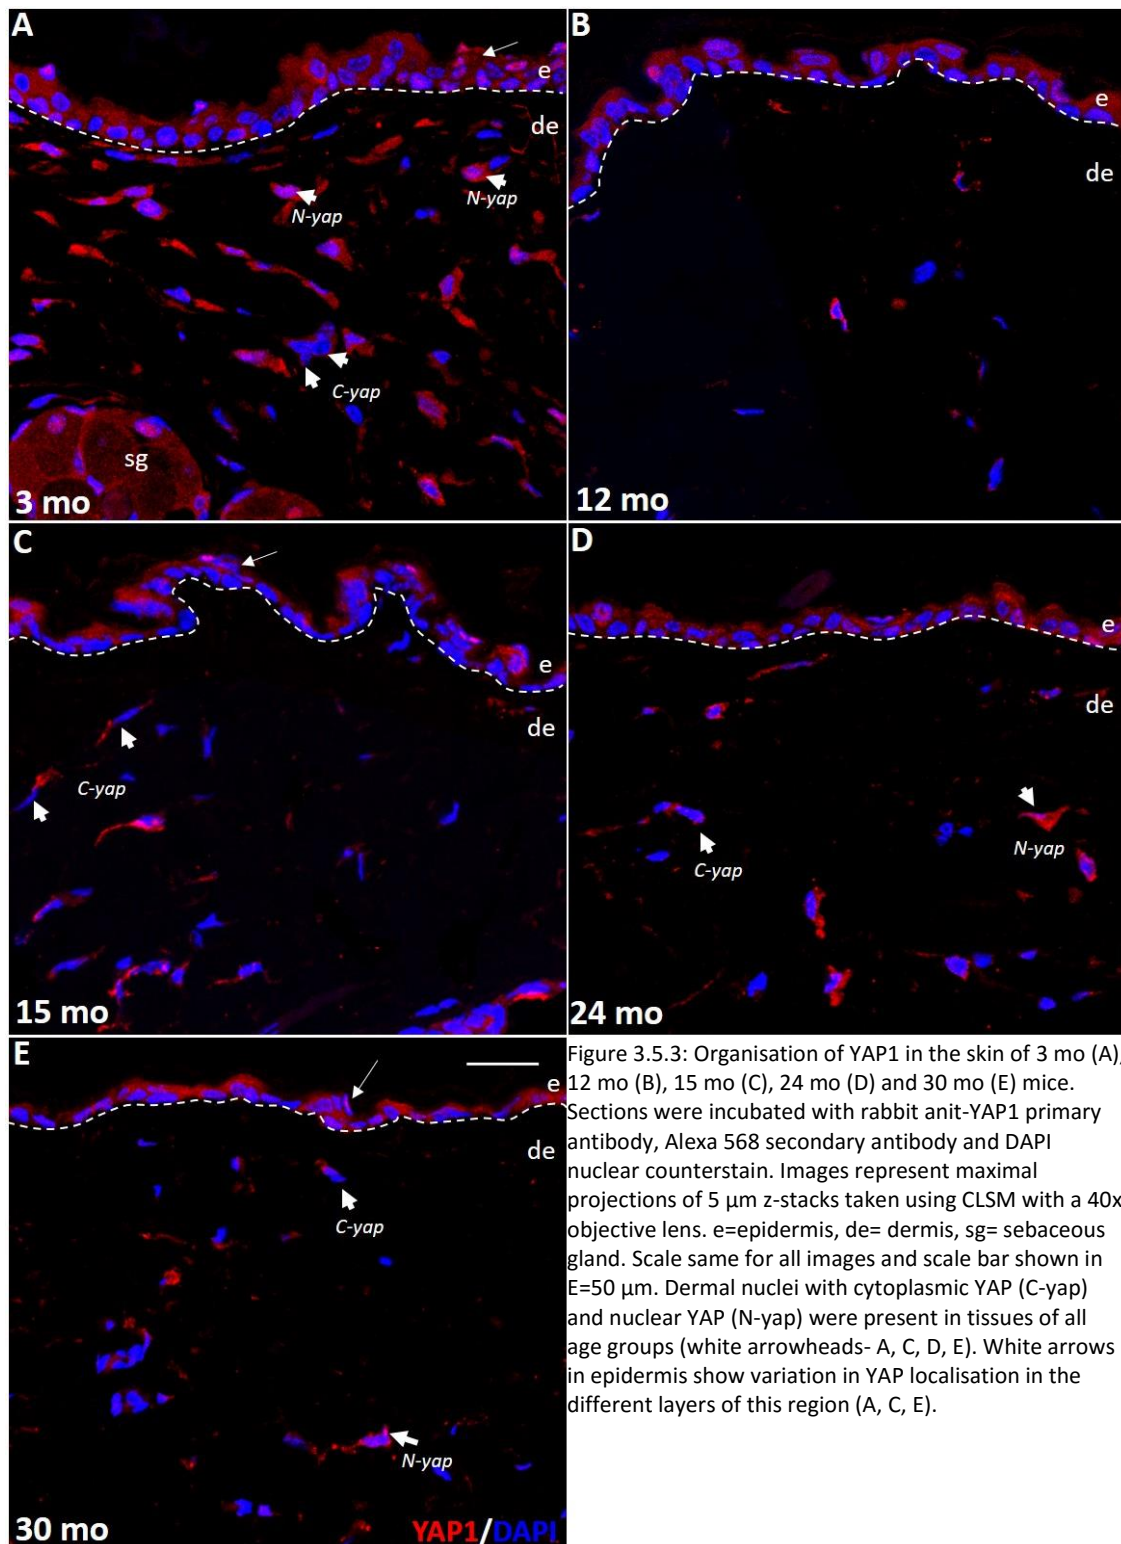 A
e
de
N-yap
N-yap
C-yap
sg
3 mo
B
e
de
12 mo
C
e
de
C-yap
15 mo
D
e
de
C-yap
N-yap
24 mo
E
e
de
C-yap
N-yap
30 mo
YAP1/DAPI
Figure 3.5.3: Organisation of YAP1 in the skin of 3 mo (A),
12 mo (B), 15 mo (C), 24 mo (D) and 30 mo (E) mice.
Sections were incubated with rabbit anit-YAP1 primary
antibody, Alexa 568 secondary antibody and DAPI
nuclear counterstain. Images represent maximal
projections of 5 µm z-stacks taken using CLSM with a 40x
objective lens. e=epidermis, de= dermis, sg= sebaceous
gland. Scale same for all images and scale bar shown in
E=50 µm. Dermal nuclei with cytoplasmic YAP (C-yap)
and nuclear YAP (N-yap) were present in tissues of all
age groups (white arrowheads- A, C, D, E). White arrows
in epidermis show variation in YAP localisation in the
different layers of this region (A, C, E).